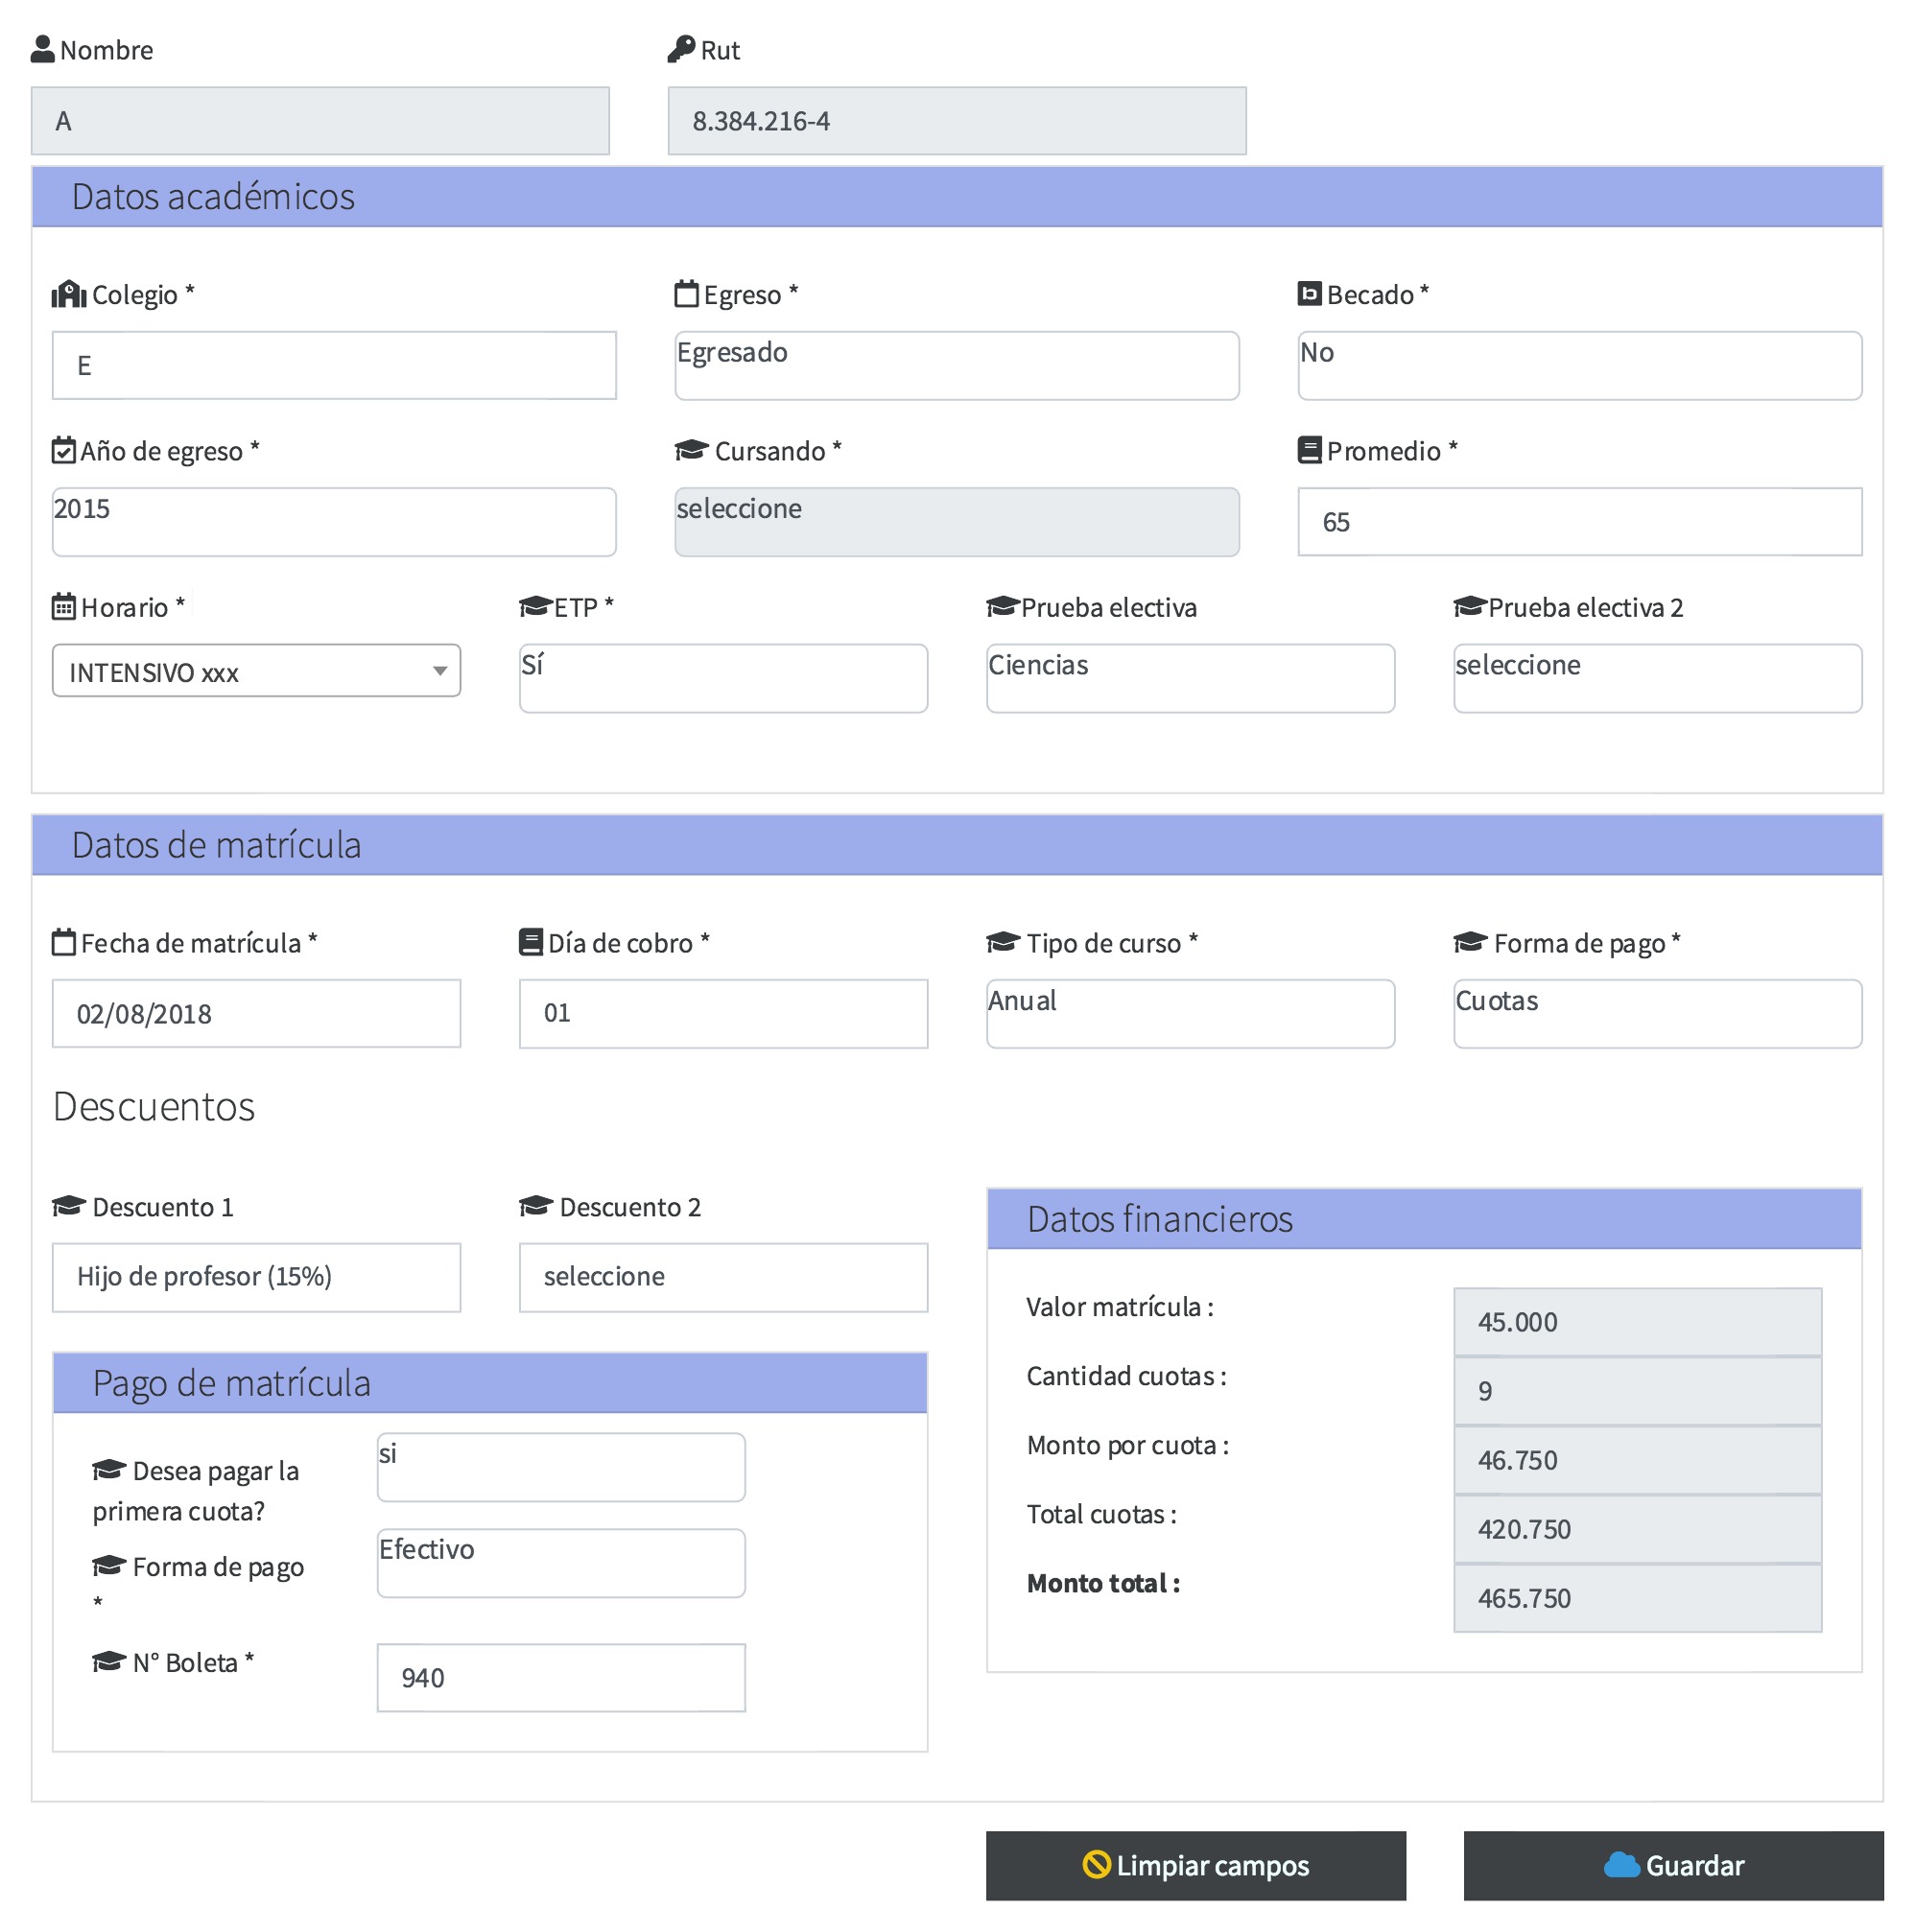 Nombre
Rut
A
8.384.216-4
Datos académicos
Colegio *
Egreso *
Becado *
E
Egresado
No
Año de egreso *
Cursando *
Promedio *
2015
seleccione
65
Horario *
ETP *
Prueba electiva
Prueba electiva 2
INTENSIVO xxx
Sí
Ciencias
seleccione
Datos de matrícula
Fecha de matrícula *
Día de cobro *
Tipo de curso *
Forma de pago *
02/08/2018
01
Anual
Cuotas
Descuentos
Descuento 1
Descuento 2
Hijo de profesor (15%)
seleccione
Pago de matrícula
Desea pagar la
primera cuota?
si
Forma de pago
*
Efectivo
N° Boleta *
940
Datos financieros
Valor matrícula :
45.000
Cantidad cuotas :
9
Monto por cuota :
46.750
Total cuotas :
420.750
Monto total :
465.750
Limpiar campos
Guardar